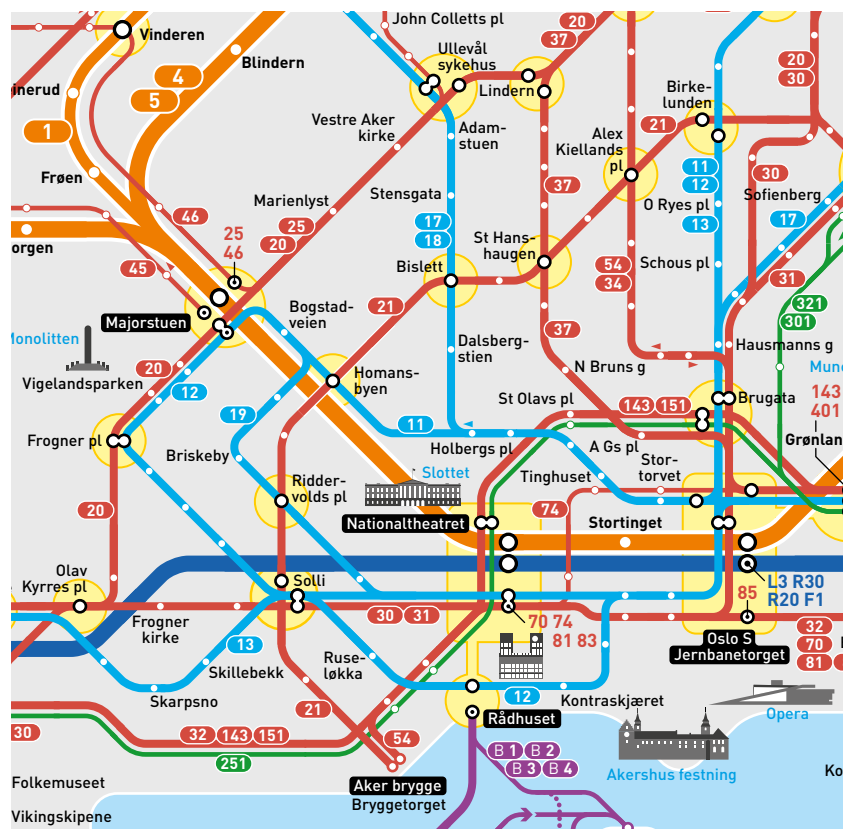 John Colletts pl
20
37
Vinderen
Ullevål
sykehus
4
5
Blindern
20
30
Lindern
Birke-
lunden
1
Vestre Aker
kirke
Adam-
stuen
Alex
Kiellands
pl
21
Frøen
11
12
13
30
37
Stensgata
O Ryes pl
Sofienberg
Marienlyst
46
25
20
17
18
17
25
46
St Hans-
haugen
54
34
Schous pl
45
Bislett
31
321
301
Majorstuen
Bogstad-
veien
21
37
Hausmanns g
Dalsberg-
stien
20
12
Vigelandsparken
Homans-
byen
N Bruns g
St Olavs pl
143
151
Brugata
143
401
19
11
Frogner pl
Holbergs pl
A Gs pl
Briskeby
Slottet
Tinghuset
Stor-
torvet
Ridder-
volds pl
20
Nationaltheatret
74
Stortinget
Olav
Kyrres pl
Solli
L3 R30
R20 F1
85
Frogner
kirke
30
31
70 74
81 83
32
70
81
Oslo S
Jernbanetorget
13
Skillebekk
Ruse-
løkka
Skarpsno
12
Kontraskjæret
21
Rådhuset
Opera
30
32
143
151
54
B 1
B 2
251
B 3
B 4
Akershus festning
Folkemuseet
Aker brygge
Bryggetorget
Vikingskipene